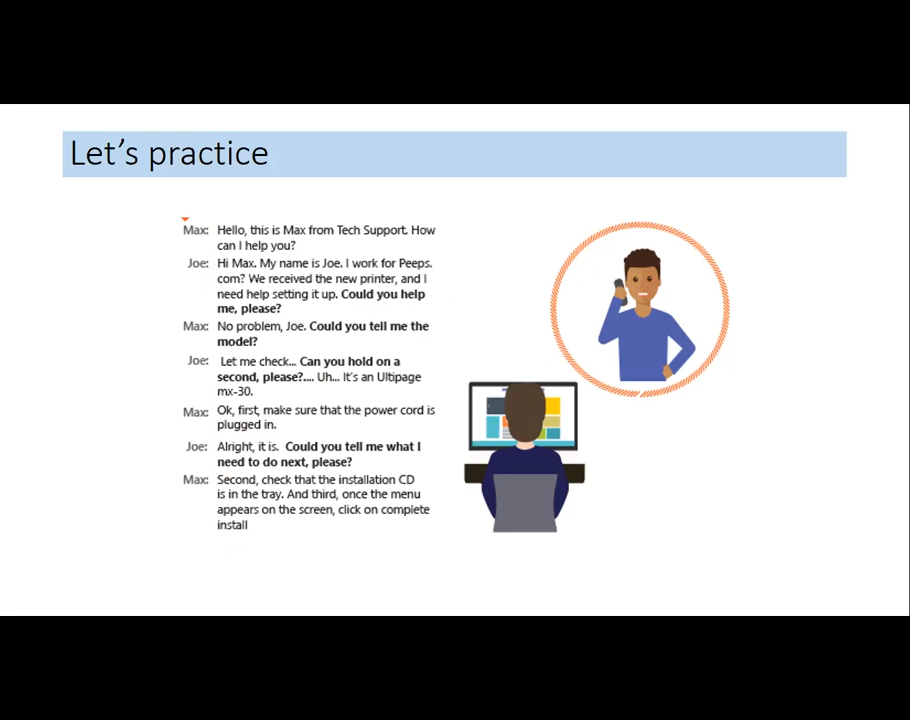 Let's practice
Max: Hello, this is Max from Tech Support. How
can I help you?
Joe: Hi Max. My name is Joe. I work for Peeps.
com? We received the new printer, and I
need help setting it up. Could you help
me, please?
Max: No problem, Joe. Could you tell me the
model?
Joe: Let me check... Can you hold on a
second, please?.... Uh... It's an Ultipage
mx-30.
Max: Ok, first, make sure that the power cord is
plugged in.
Joe: Alright, it is. Could you tell me what I
need to do next, please?
Max: Second, check that the installation CD
is in the tray. And third, once the menu
appears on the screen, click on complete
install